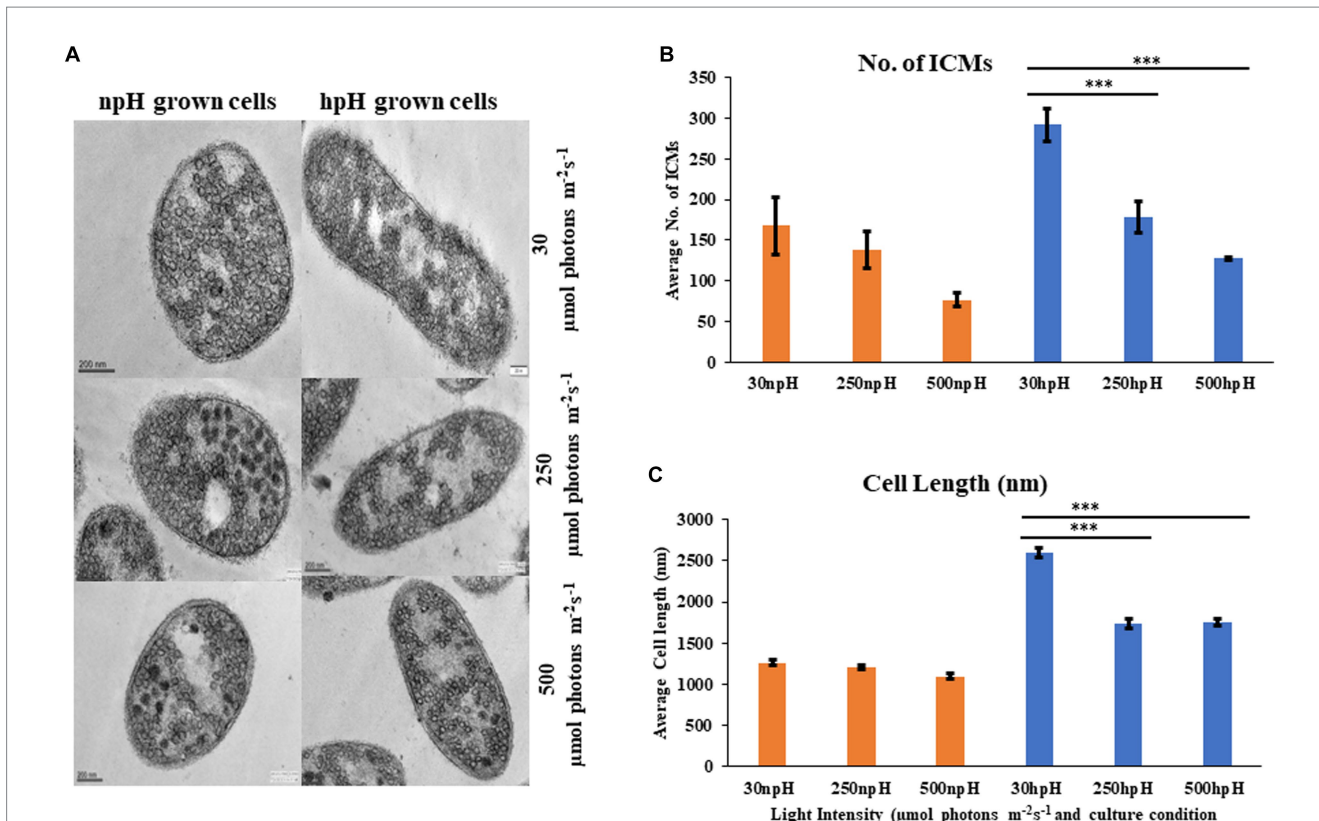 A
npH grown cells
hpH grown cells
30
µmol photons m⁻²s⁻¹
250
µmol photons m⁻²s⁻¹
500
µmol photons m⁻²s⁻¹
200 nm
200 nm
B
No. of ICMs
***
***
Average No. of ICMs
350
300
250
200
150
100
50
0
30npH 250npH 500npH 30hpH 250hpH 500hpH
C
Cell Length (nm)
***
***
Average Cell length (nm)
3000
2500
2000
1500
1000
500
0
30npH 250npH 500npH 30hpH 250hpH 500hpH
Light Intensity (µmol photons m⁻²s⁻¹ and culture condition